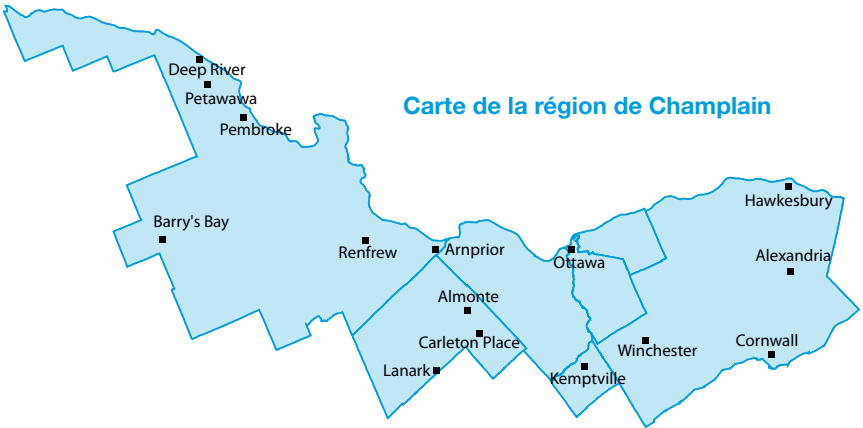 Deep River
Petawawa
Carte de la région de Champlain
Pembroke
Hawkesbury
Barry's Bay
Renfrew
Arnprior
Ottawa
Alexandria
Almonte
Carleton Place
Winchester
Cornwall
Lanark
Kemptville